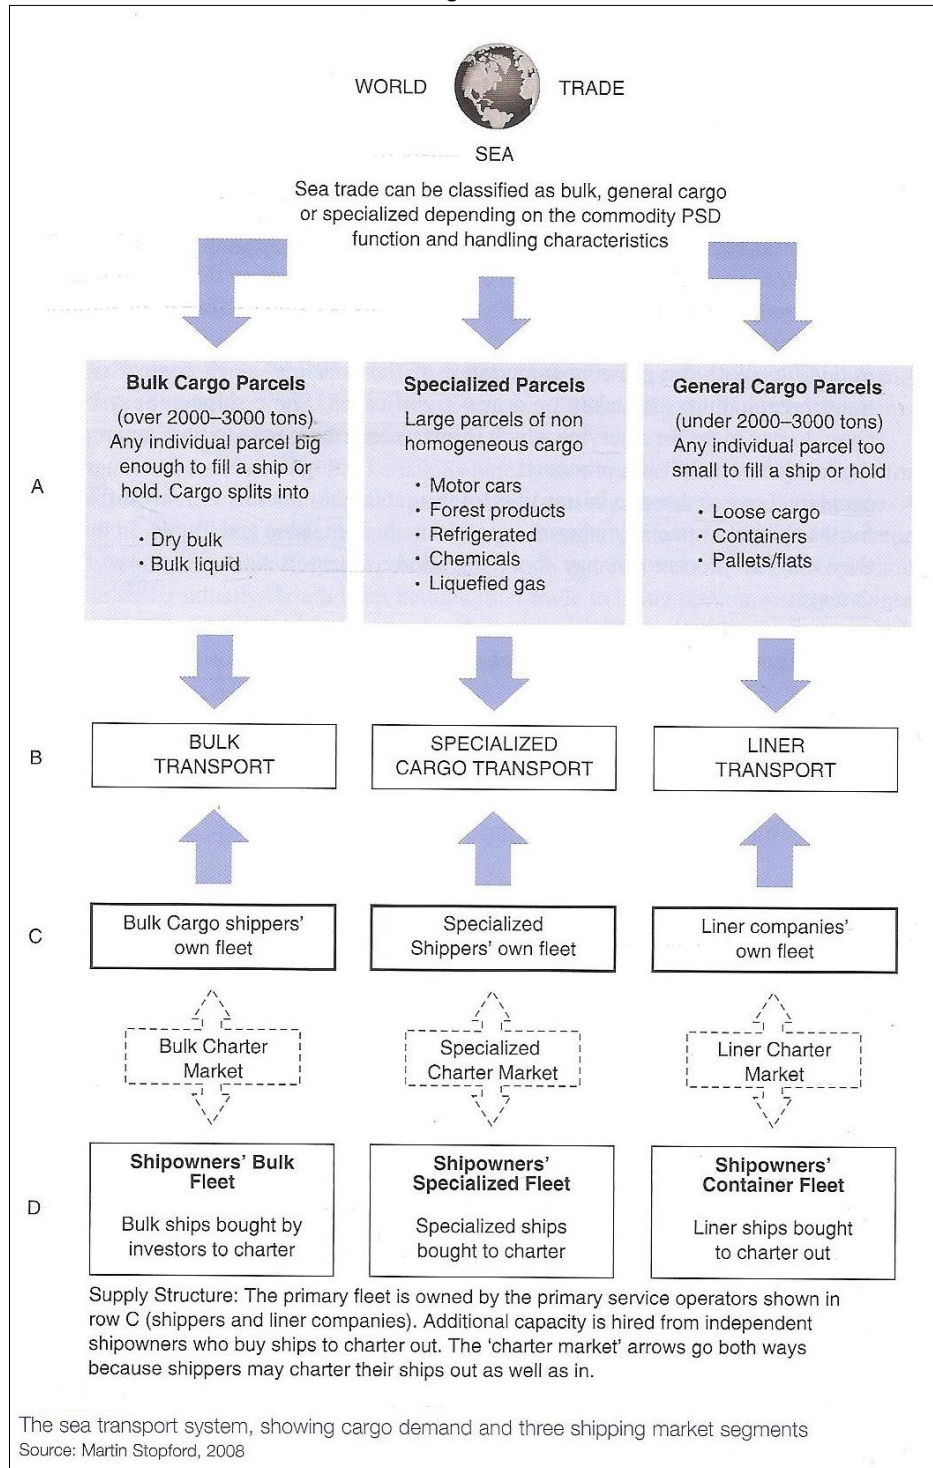 WORLD TRADE
SEA
Sea trade can be classified as bulk, general cargo
or specialized depending on the commodity PSD
function and handling characteristics
A
Bulk Cargo Parcels
(over 2000–3000 tons)
Any individual parcel big
enough to fill a ship or
hold. Cargo splits into
• Dry bulk
• Bulk liquid
Specialized Parcels
Large parcels of non
homogeneous cargo
• Motor cars
• Forest products
• Refrigerated
• Chemicals
• Liquefied gas
General Cargo Parcels
(under 2000–3000 tons)
Any individual parcel too
small to fill a ship or hold
• Loose cargo
• Containers
• Pallets/flats
B
BULK
TRANSPORT
SPECIALIZED
CARGO TRANSPORT
LINER
TRANSPORT
C
Bulk Cargo shippers'
own fleet
Specialized
Shippers' own fleet
Liner companies'
own fleet
Bulk Charter
Market
Specialized
Charter Market
Liner Charter
Market
D
Shipowners' Bulk
Fleet
Bulk ships bought by
investors to charter
Shipowners'
Specialized Fleet
Specialized ships
bought to charter
Shipowners'
Container Fleet
Liner ships bought
to charter out
Supply Structure: The primary fleet is owned by the primary service operators shown in
row C (shippers and liner companies). Additional capacity is hired from independent
shipowners who buy ships to charter out. The 'charter market' arrows go both ways
because shippers may charter their ships out as well as in.
The sea transport system, showing cargo demand and three shipping market segments
Source: Martin Stopford, 2008